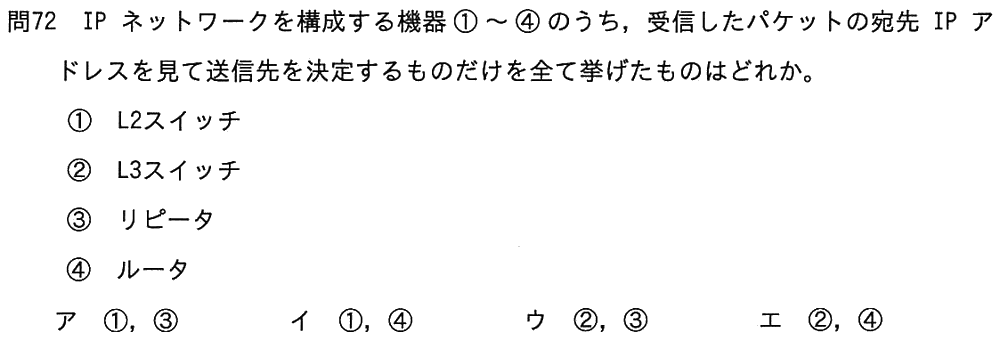 問72 IP ネットワークを構成する機器①～④のうち，受信したパケットの宛先 IP ア
ドレスを見て送信先を決定するものだけを全て挙げたものはどれか。
① L2スイッチ
② L3スイッチ
③ リピータ
④ ルータ
ア ①，③ イ ①，④ ウ ②，③ エ ②，④